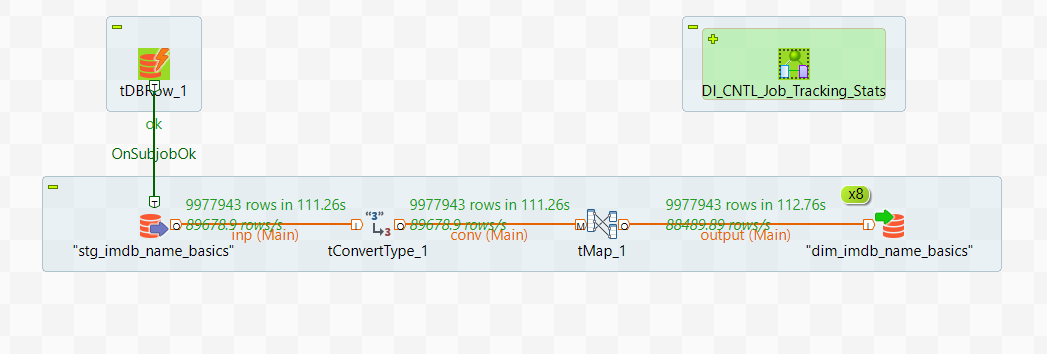 tDBRow_1
DI_CNTL_Job_Tracking_Stats
ok
OnSubjobOk
x8
9977943 rows in 111.26s
9977943 rows in 111.26s
9977943 rows in 112.76s
89678.9 rows/s
89678.9 rows/s
88489.89 rows/s
"3"
3
inp (Main)
conv (Main)
output (Main)
"stg_imdb_name_basics"
tConvertType_1
tMap_1
"dim_imdb_name_basics"